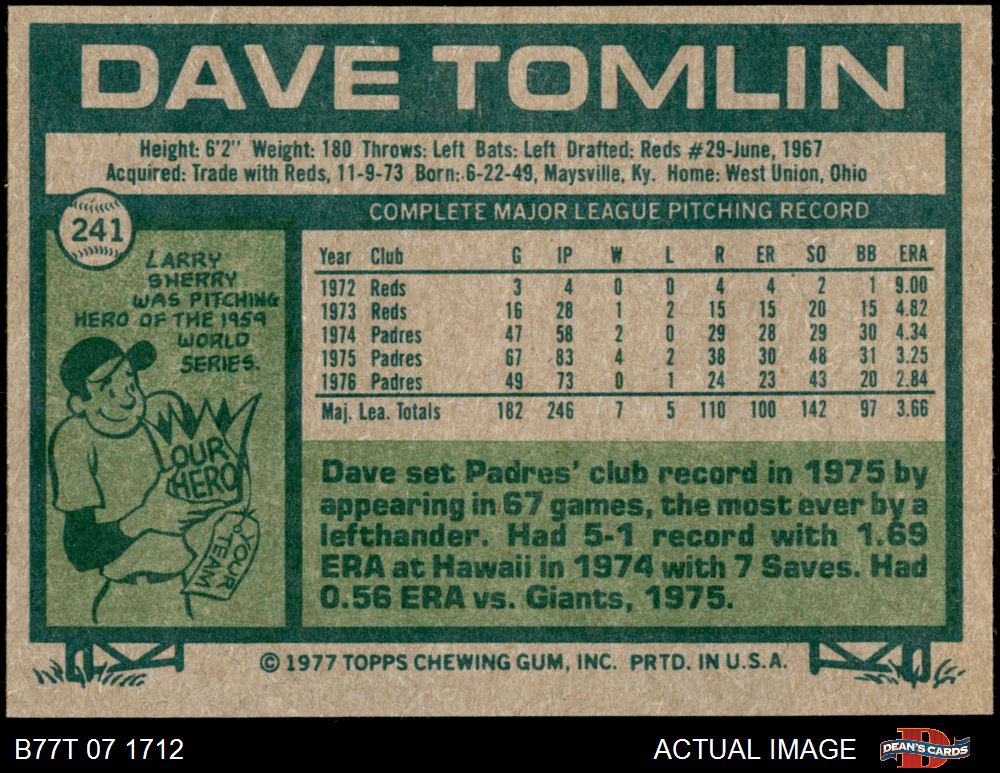 DAVE TOMLIN
Height: 6'2" Weight: 180 Throws: Left Bats: Left Drafted: Reds #29-June, 1967
Acquired: Trade with Reds, 11-9-73 Born: 6-22-49, Maysville, Ky. Home: West Union, Ohio
241
COMPLETE MAJOR LEAGUE PITCHING RECORD
LARRY
SHERRY
WAS PITCHING
HERO OF THE 1959
WORLD
SERIES.
OUR
HERO
YOUR
TEAM
Year Club G IP W L R ER SO BB ERA
1972 Reds 3 4 0 0 4 4 2 1 9.00
1973 Reds 16 28 1 2 15 15 20 15 4.82
1974 Padres 47 58 2 0 29 28 29 30 4.34
1975 Padres 67 83 4 2 38 30 48 31 3.25
1976 Padres 49 73 0 1 24 23 43 20 2.84
Maj. Lea. Totals 182 246 7 5 110 100 142 97 3.66
Dave set Padres' club record in 1975 by
appearing in 67 games, the most ever by a
lefthander. Had 5-1 record with 1.69
ERA at Hawaii in 1974 with 7 Saves. Had
0.56 ERA vs. Giants, 1975.
© 1977 TOPPS CHEWING GUM, INC. PRTD. IN U.S.A.
B77T 07 1712
ACTUAL IMAGE
DEAN'S CARDS